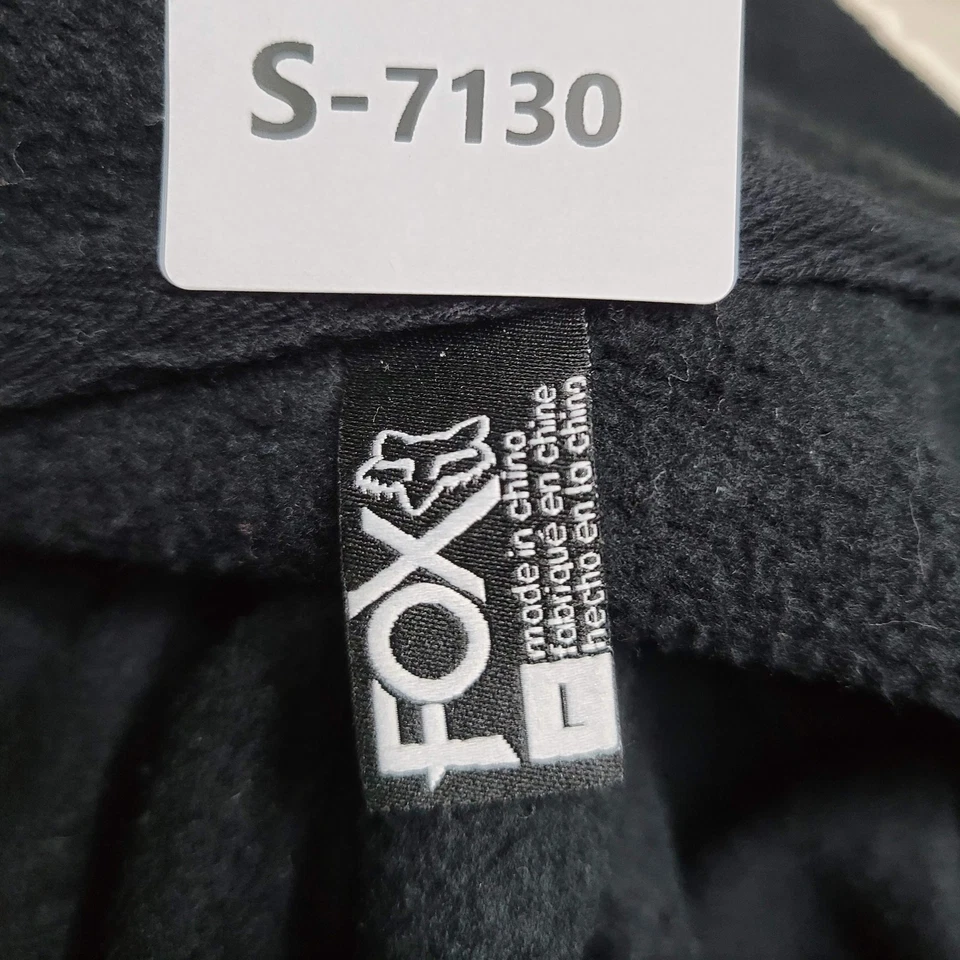 S-7130
FOX
made in china
fabriqué en chine
hecho en la china
L